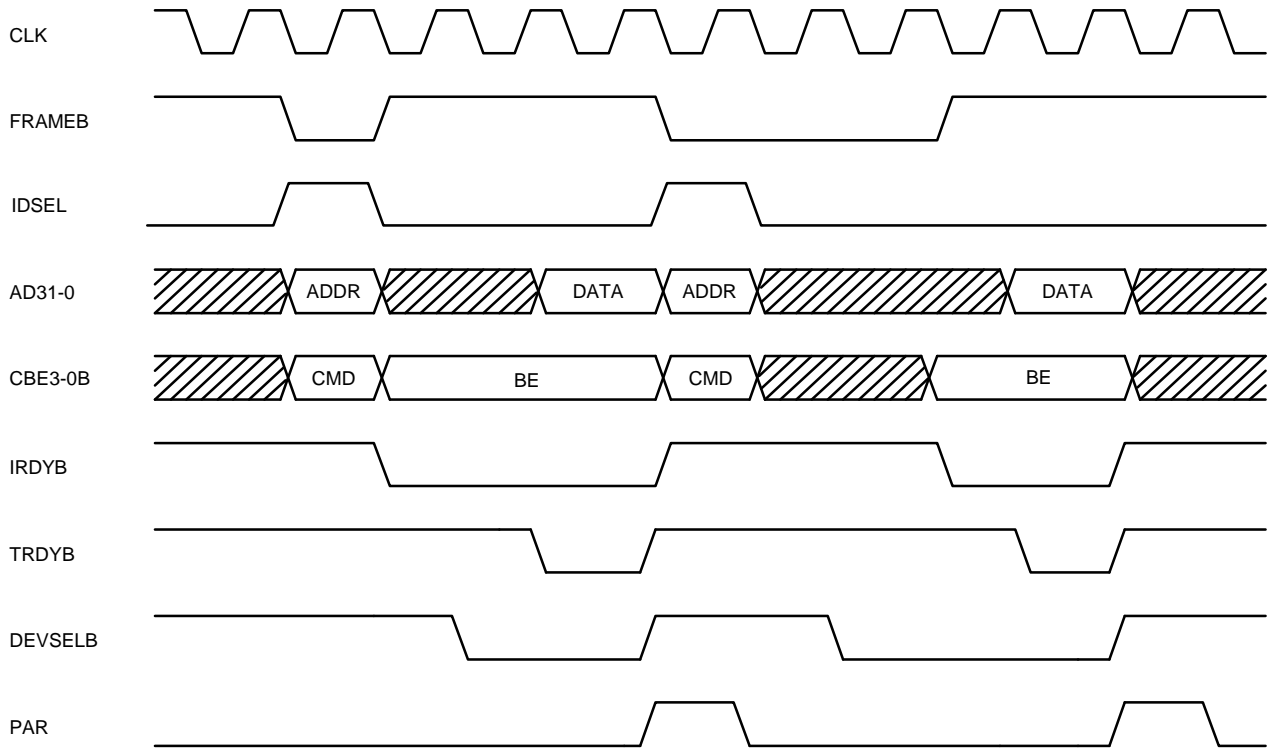 CLK
FRAMEB
IDSEL
AD31-0 ADDR DATA ADDR DATA
CBE3-0B CMD BE CMD BE
IRDYB
TRDYB
DEVSELB
PAR